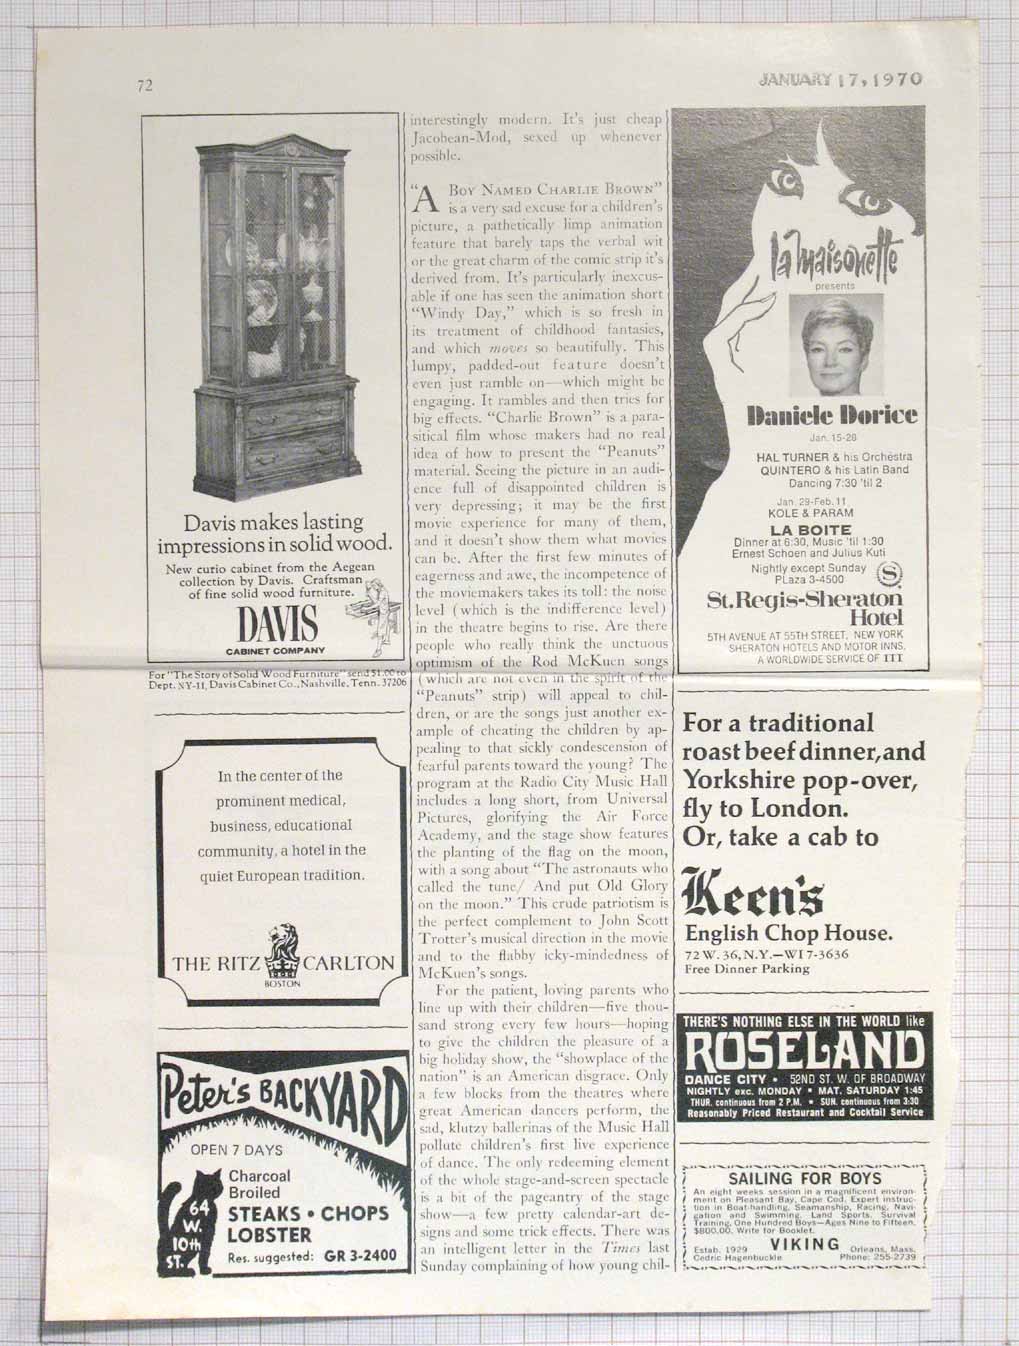 72
JANUARY 17, 1970
Davis makes lasting
impressions in solid wood.
New curio cabinet from the Aegean
collection by Davis. Craftsman
of fine solid wood furniture.
DAVIS
CABINET COMPANY
For "The Story of Solid Wood Furniture" send $1.00 to
Dept. NY-11, Davis Cabinet Co., Nashville, Tenn. 37206
In the center of the
prominent medical,
business, educational
community, a hotel in the
quiet European tradition.
THE RITZ CARLTON
BOSTON
Peter's BACKYARD
OPEN 7 DAYS
Charcoal
Broiled
STEAKS • CHOPS
LOBSTER
Res. suggested: GR 3-2400
64
W.
10th
ST.
interestingly modern. It's just cheap
Jacobean-Mod, sexed up whenever
possible.
"A BOY NAMED CHARLIE BROWN"
is a very sad excuse for a children's
picture, a pathetically limp animation
feature that barely taps the verbal wit
or the great charm of the comic strip it's
derived from. It's particularly inexcus-
able if one has seen the animation short
"Windy Day," which is so fresh in
its treatment of childhood fantasies,
and which moves so beautifully. This
lumpy, padded-out feature doesn't
even just ramble on—which might be
engaging. It rambles and then tries for
big effects. "Charlie Brown" is a para-
sitical film whose makers had no real
idea of how to present the "Peanuts"
material. Seeing the picture in an audi-
ence full of disappointed children is
very depressing; it may be the first
movie experience for many of them,
and it doesn't show them what movies
can be. After the first few minutes of
eagerness and awe, the incompetence of
the moviemakers takes its toll: the noise
level (which is the indifference level)
in the theatre begins to rise. Are there
people who really think the unctuous
optimism of the Rod McKuen songs
(which are not even in the spirit of the
"Peanuts" strip) will appeal to chil-
dren, or are the songs just another ex-
ample of cheating the children by ap-
pealing to that sickly condescension of
fearful parents toward the young? The
program at the Radio City Music Hall
includes a long short, from Universal
Pictures, glorifying the Air Force
Academy, and the stage show features
the planting of the flag on the moon,
with a song about "The astronauts who
called the tune/ And put Old Glory
on the moon." This crude patriotism is
the perfect complement to John Scott
Trotter's musical direction in the movie
and to the flabby icky-mindedness of
McKuen's songs.
For the patient, loving parents who
line up with their children—five thou-
sand strong every few hours—hoping
to give the children the pleasure of a
big holiday show, the "showplace of the
nation" is an American disgrace. Only
a few blocks from the theatres where
great American dancers perform, the
sad, klutzy ballerinas of the Music Hall
pollute children's first live experience
of dance. The only redeeming element
of the whole stage-and-screen spectacle
is a bit of the pageantry of the stage
show—a few pretty calendar-art de-
signs and some trick effects. There was
an intelligent letter in the Times last
Sunday complaining of how young chil-
la Maisonette
presents
Daniele Dorice
Jan. 15-28
HAL TURNER & his Orchestra
QUINTERO & his Latin Band
Dancing 7:30 'til 2
Jan. 29-Feb. 11
KOLE & PARAM
LA BOITE
Dinner at 6:30, Music 'til 1:30
Ernest Schoen and Julius Kuti
Nightly except Sunday
PLaza 3-4500
S
St. Regis-Sheraton
Hotel
5TH AVENUE AT 55TH STREET, NEW YORK
SHERATON HOTELS AND MOTOR INNS,
A WORLDWIDE SERVICE OF ITT
For a traditional
roast beef dinner, and
Yorkshire pop-over,
fly to London.
Or, take a cab to
Keen's
English Chop House.
72 W. 36, N.Y.—WI 7-3636
Free Dinner Parking
THERE'S NOTHING ELSE IN THE WORLD like
ROSELAND
DANCE CITY • 52ND ST. W. OF BROADWAY
NIGHTLY exc. MONDAY • MAT. SATURDAY 1:45
THUR. continuous from 2 P.M. • SUN. continuous from 3:30
Reasonably Priced Restaurant and Cocktail Service
SAILING FOR BOYS
An eight weeks session in a magnificent environ-
ment on Pleasant Bay, Cape Cod. Expert instruc-
tion in Boat-handling, Seamanship, Racing, Navi-
gation and Swimming. Land Sports. Survival
Training. One Hundred Boys—Ages Nine to Fifteen.
$800.00. Write for Booklet.
VIKING
Estab. 1929 Orleans, Mass.
Cedric Hagenbuckle Phone: 255-2739